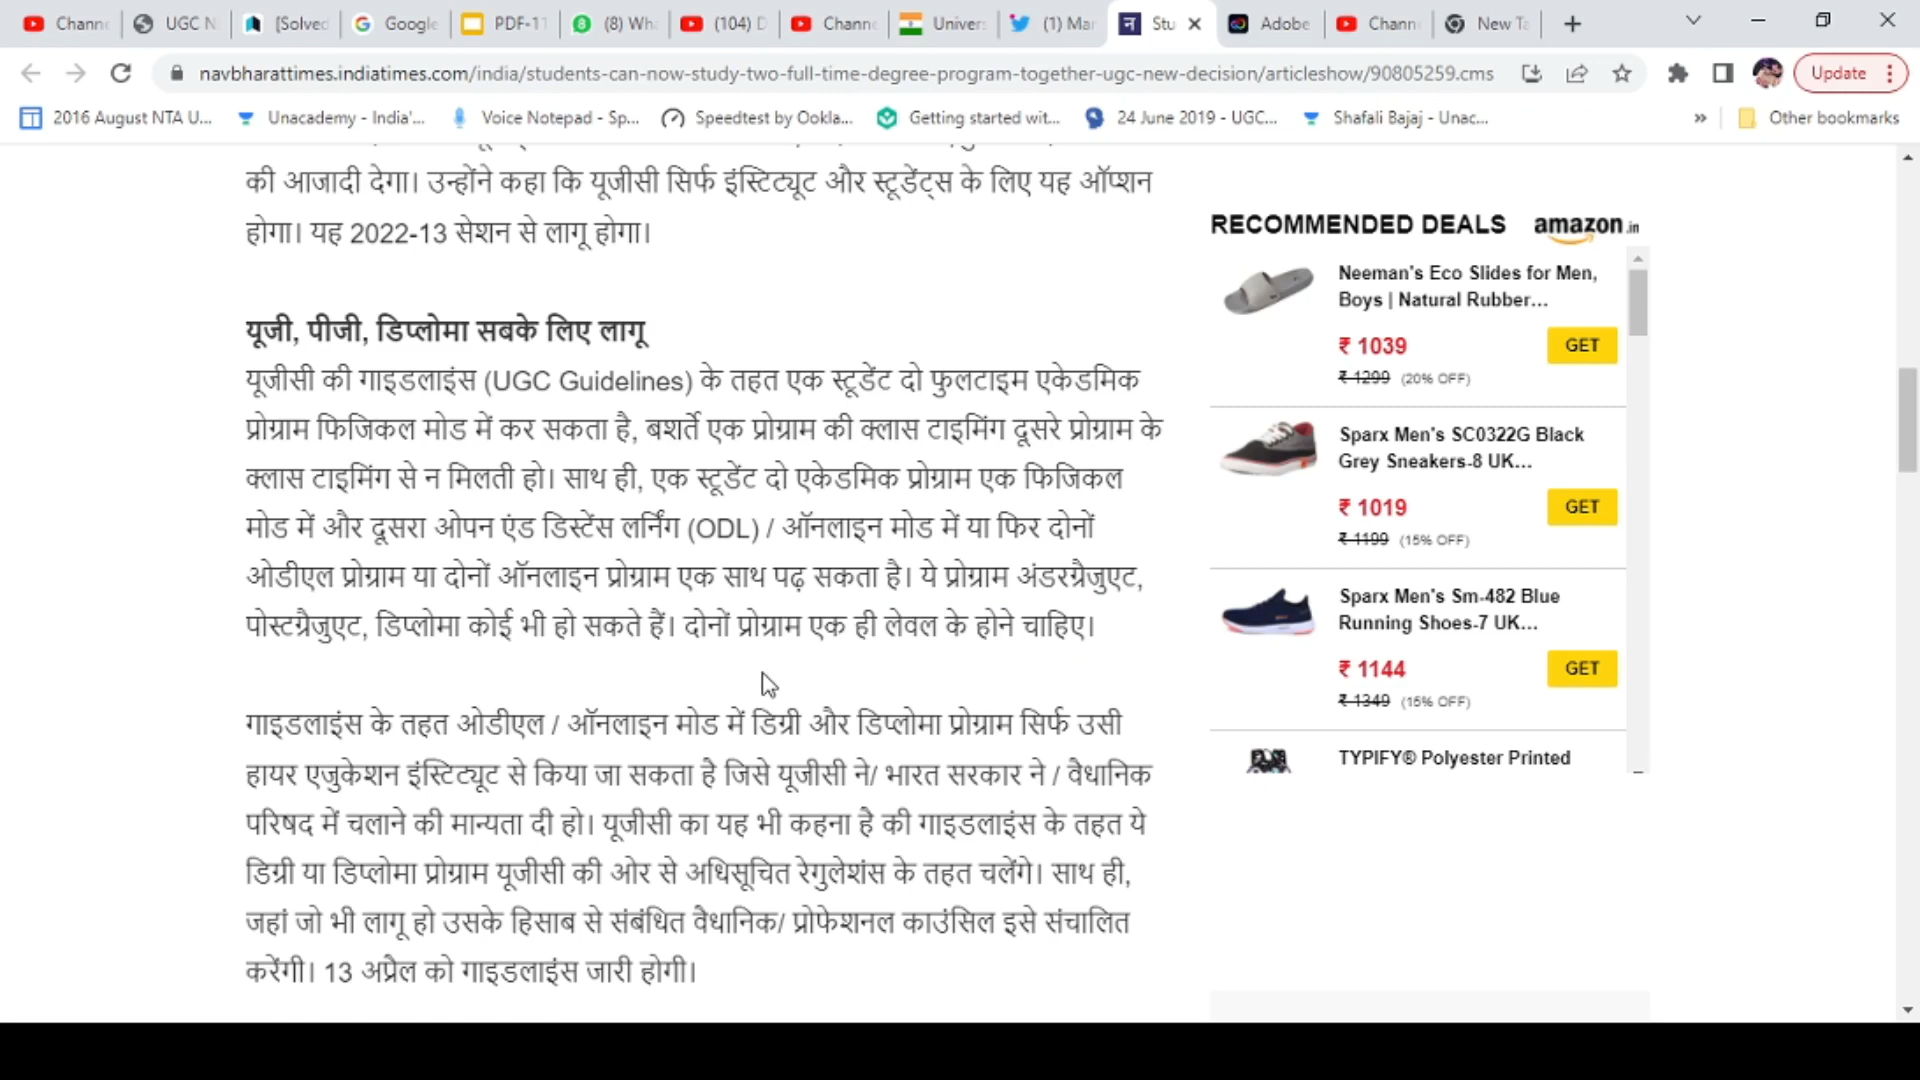 Chann
UGC N
[Solved
Google
PDF-11
(8) Wha
(104) D
Chann
Univers
(1) Mar
Stu
Adobe
Chann
New Ta
navbharattimes.indiatimes.com/india/students-can-now-study-two-full-time-degree-program-together-ugc-new-decision/articleshow/90805259.cms
Update
2016 August NTA U...
Unacademy - India'...
Voice Notepad - Sp...
Speedtest by Ookla...
Getting started wit...
24 June 2019 - UGC...
Shafali Bajaj - Unac...
Other bookmarks
की आजादी देगा। उन्होंने कहा कि यूजीसी सिर्फ इंस्टिट्यूट और स्टूडेंट्स के लिए यह ऑप्शन
होगा। यह 2022-13 सेशन से लागू होगा।
यूजी, पीजी, डिप्लोमा सबके लिए लागू
यूजीसी की गाइडलाइंस (UGC Guidelines) के तहत एक स्टूडेंट दो फुलटाइम एकेडमिक
प्रोग्राम फिजिकल मोड में कर सकता है, बशर्ते एक प्रोग्राम की क्लास टाइमिंग दूसरे प्रोग्राम के
क्लास टाइमिंग से न मिलती हो। साथ ही, एक स्टूडेंट दो एकेडमिक प्रोग्राम एक फिजिकल
मोड में और दूसरा ओपन एंड डिस्टेंस लर्निंग (ODL) / ऑनलाइन मोड में या फिर दोनों
ओडीएल प्रोग्राम या दोनों ऑनलाइन प्रोग्राम एक साथ पढ़ सकता है। ये प्रोग्राम अंडरग्रैजुएट,
पोस्टग्रैजुएट, डिप्लोमा कोई भी हो सकते हैं। दोनों प्रोग्राम एक ही लेवल के होने चाहिए।
गाइडलाइंस के तहत ओडीएल / ऑनलाइन मोड में डिग्री और डिप्लोमा प्रोग्राम सिर्फ उसी
हायर एजुकेशन इंस्टिट्यूट से किया जा सकता है जिसे यूजीसी ने/ भारत सरकार ने / वैधानिक
परिषद में चलाने की मान्यता दी हो। यूजीसी का यह भी कहना है की गाइडलाइंस के तहत ये
डिग्री या डिप्लोमा प्रोग्राम यूजीसी की ओर से अधिसूचित रेगुलेशंस के तहत चलेंगे। साथ ही,
जहां जो भी लागू हो उसके हिसाब से संबंधित वैधानिक/ प्रोफेशनल काउंसिल इसे संचालित
करेंगी। 13 अप्रैल को गाइडलाइंस जारी होगी।
RECOMMENDED DEALS amazon.in
Neeman's Eco Slides for Men,
Boys | Natural Rubber...
₹ 1039
GET
₹ 1299 (20% OFF)
Sparx Men's SC0322G Black
Grey Sneakers-8 UK...
₹ 1019
GET
₹ 1199 (15% OFF)
Sparx Men's Sm-482 Blue
Running Shoes-7 UK...
₹ 1144
GET
₹ 1349 (15% OFF)
TYPIFY® Polyester Printed